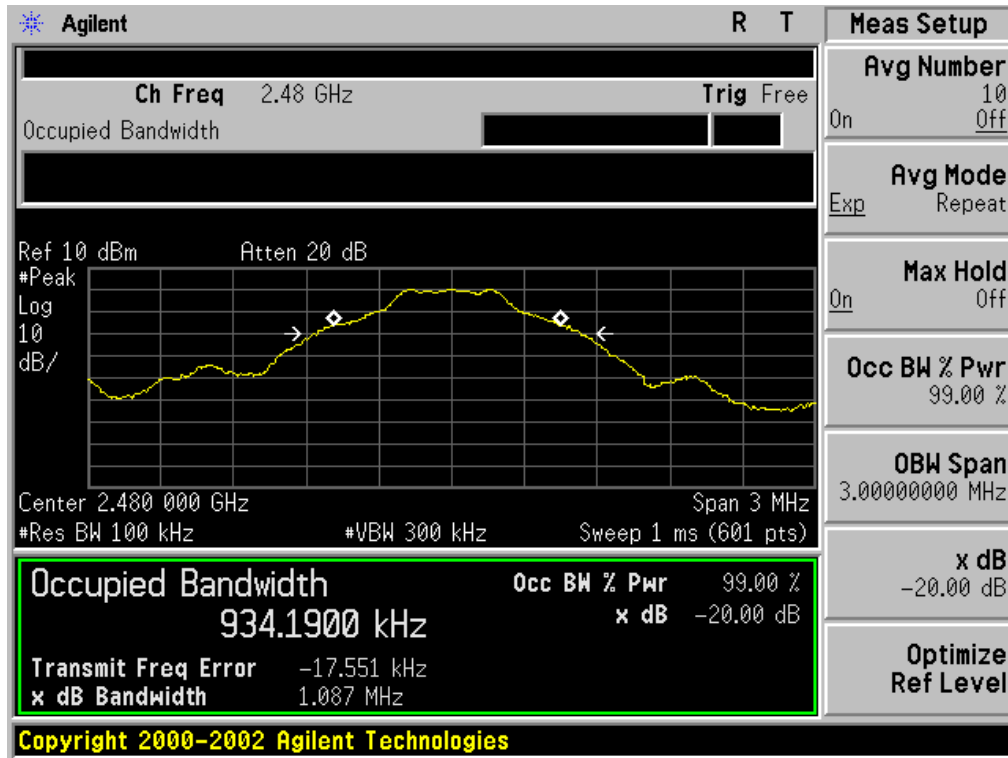 Agilent R T
Ch Freq 2.48 GHz Trig Free
Occupied Bandwidth
Ref 10 dBm Atten 20 dB
#Peak
Log
10
dB/
Center 2.480 000 GHz Span 3 MHz
#Res BW 100 kHz #VBW 300 kHz Sweep 1 ms (601 pts)
Occupied Bandwidth Occ BW % Pwr 99.00 %
934.1900 kHz x dB -20.00 dB
Transmit Freq Error -17.551 kHz
x dB Bandwidth 1.087 MHz
Copyright 2000-2002 Agilent Technologies
Meas Setup
Avg Number
10
On Off
Avg Mode
Exp Repeat
Max Hold
On Off
Occ BW % Pwr
99.00 %
OBW Span
3.00000000 MHz
x dB
-20.00 dB
Optimize
Ref Level